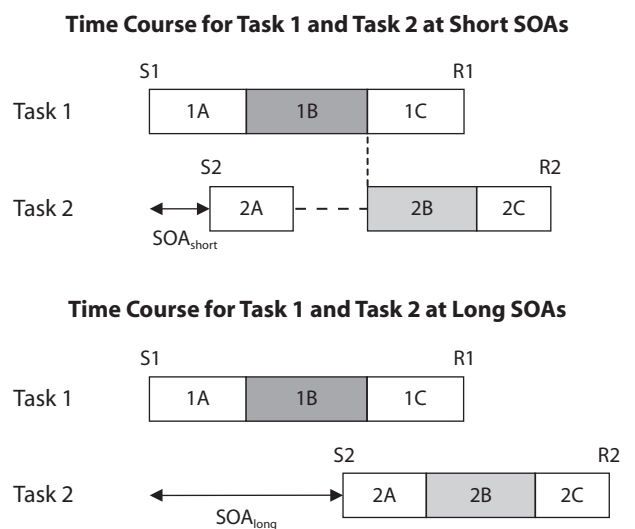 Time Course for Task 1 and Task 2 at Short SOAs
S1 R1
Task 1 1A 1B 1C
S2 R2
Task 2 2A 2B 2C
SOAshort
Time Course for Task 1 and Task 2 at Long SOAs
S1 R1
Task 1 1A 1B 1C
S2 R2
Task 2 2A 2B 2C
SOAlong